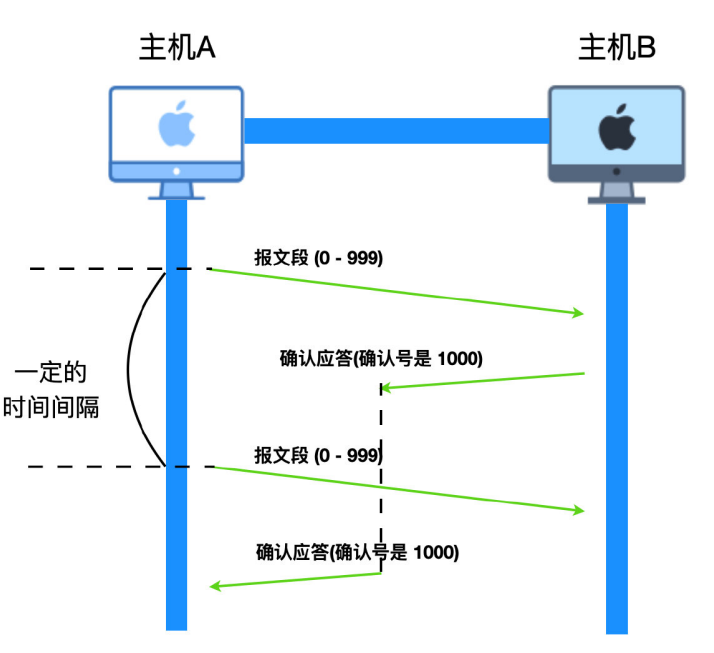 主机A
主机B
报文段 (0 - 999)
确认应答(确认号是 1000)
一定的
时间间隔
报文段 (0 - 999)
确认应答(确认号是 1000)